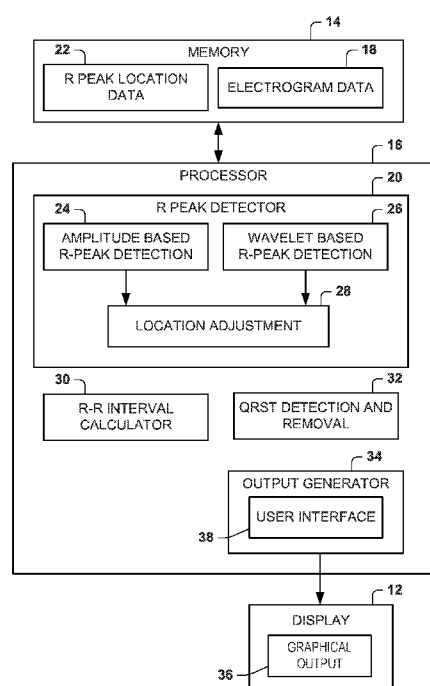 14
MEMORY
22
18
R PEAK LOCATION
DATA
ELECTROGRAM DATA
16
PROCESSOR
20
R PEAK DETECTOR
24
26
AMPLITUDE BASED
R-PEAK DETECTION
WAVELET BASED
R-PEAK DETECTION
28
LOCATION ADJUSTMENT
30
32
R-R INTERVAL
CALCULATOR
QRST DETECTION AND
REMOVAL
34
OUTPUT GENERATOR
USER INTERFACE
38
12
DISPLAY
GRAPHICAL
OUTPUT
36